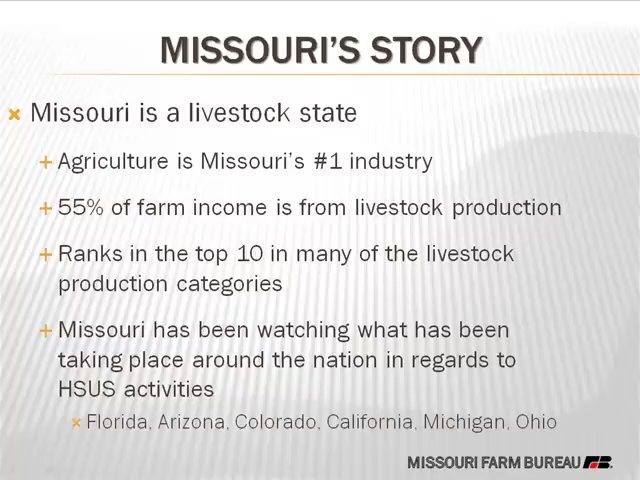 MISSOURI'S STORY
Missouri is a livestock state
Agriculture is Missouri's #1 industry
55% of farm income is from livestock production
Ranks in the top 10 in many of the livestock
production categories
Missouri has been watching what has been
taking place around the nation in regards to
HSUS activities
Florida, Arizona, Colorado, California, Michigan, Ohio
MISSOURI FARM BUREAU FB